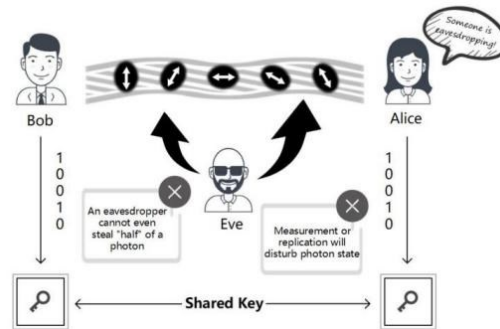 Someone is
eavesdropping!
Bob
Alice
Eve
1
0
0
1
0
1
0
0
1
0
An eavesdropper
cannot even
steal "half" of a
photon
Measurement or
replication will
disturb photon state
Shared Key